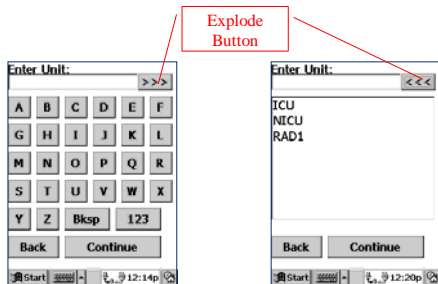 Explode
Button
Enter Unit:
>>>
A B C D E F
G H I J K L
M N O P Q R
S T U V W X
Y Z Bksp 123
Back Continue
Start 12:14p
Enter Unit:
<<<
ICU
NICU
RAD1
Back Continue
Start 12:20p